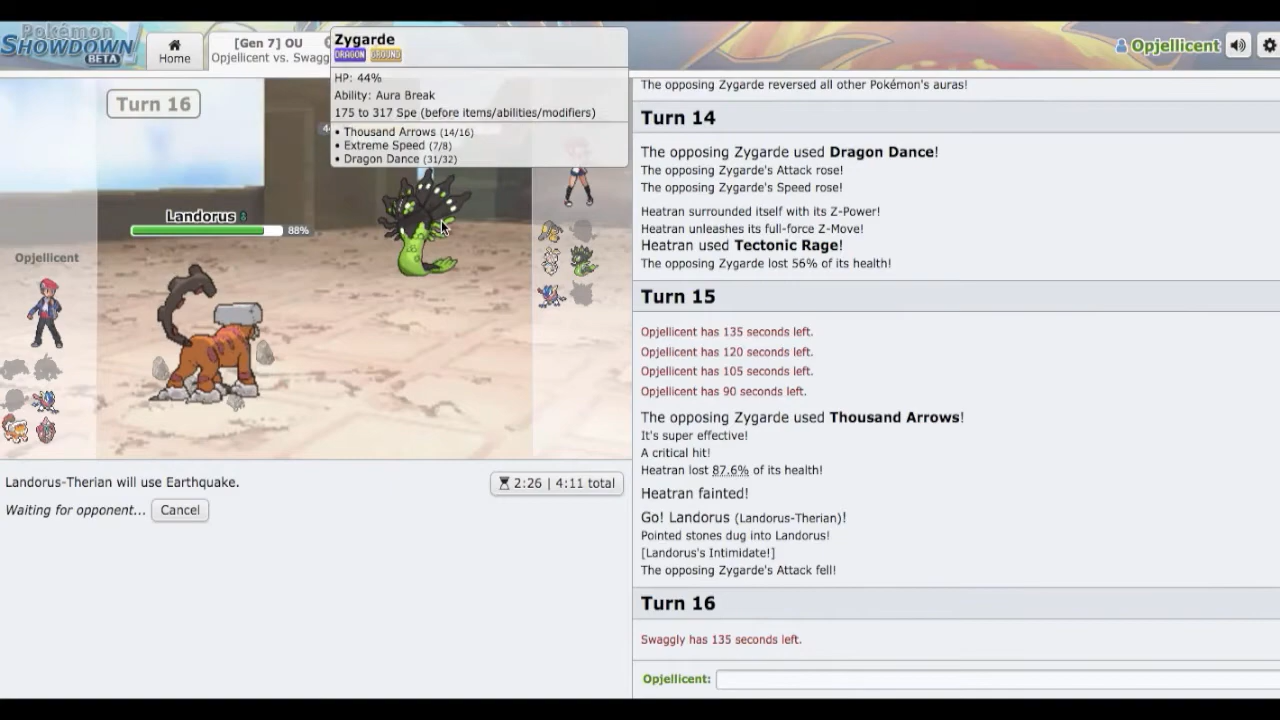 Pokémon
SHOWDOWN
BETA
Home
[Gen 7] OU
Opjellicent vs. Swagg
Zygarde
DRAGON GROUND
HP: 44%
Ability: Aura Break
175 to 317 Spe (before items/abilities/modifiers)
• Thousand Arrows (14/16)
• Extreme Speed (7/8)
• Dragon Dance (31/32)
Opjellicent
Turn 16
Landorus
88%
Opjellicent
Landorus-Therian will use Earthquake.
2:26 | 4:11 total
Waiting for opponent... Cancel
The opposing Zygarde reversed all other Pokémon's auras!
Turn 14
The opposing Zygarde used Dragon Dance!
The opposing Zygarde's Attack rose!
The opposing Zygarde's Speed rose!
Heatran surrounded itself with its Z-Power!
Heatran unleashes its full-force Z-Move!
Heatran used Tectonic Rage!
The opposing Zygarde lost 56% of its health!
Turn 15
Opjellicent has 135 seconds left.
Opjellicent has 120 seconds left.
Opjellicent has 105 seconds left.
Opjellicent has 90 seconds left.
The opposing Zygarde used Thousand Arrows!
It's super effective!
A critical hit!
Heatran lost 87.6% of its health!
Heatran fainted!
Go! Landorus (Landorus-Therian)!
Pointed stones dug into Landorus!
[Landorus's Intimidate!]
The opposing Zygarde's Attack fell!
Turn 16
Swaggly has 135 seconds left.
Opjellicent: